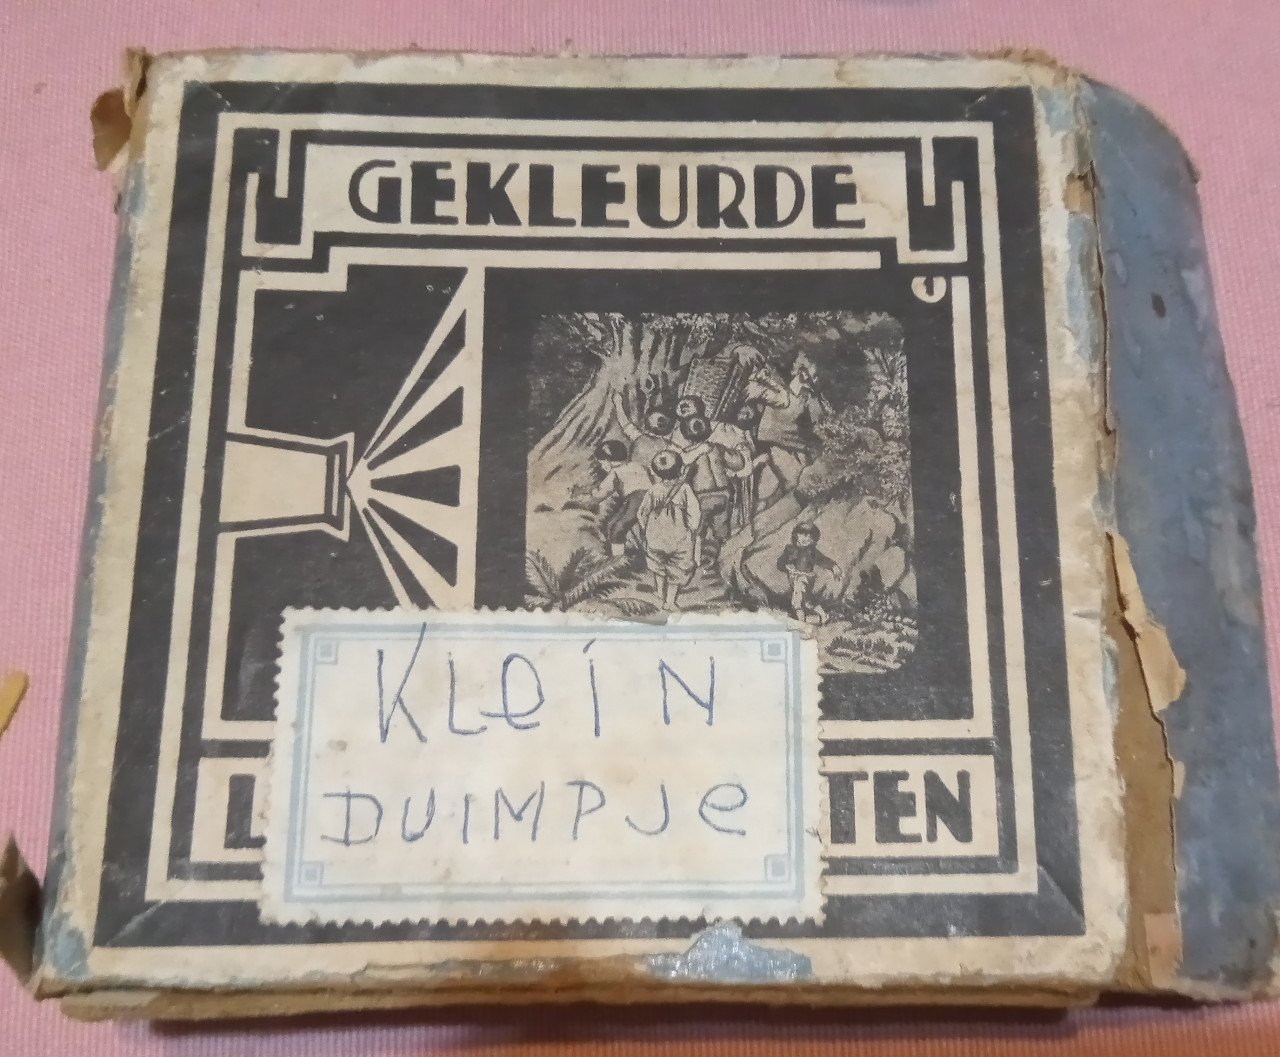 GEKLEURDE
KLeiN
DUIMPJe
L TEN